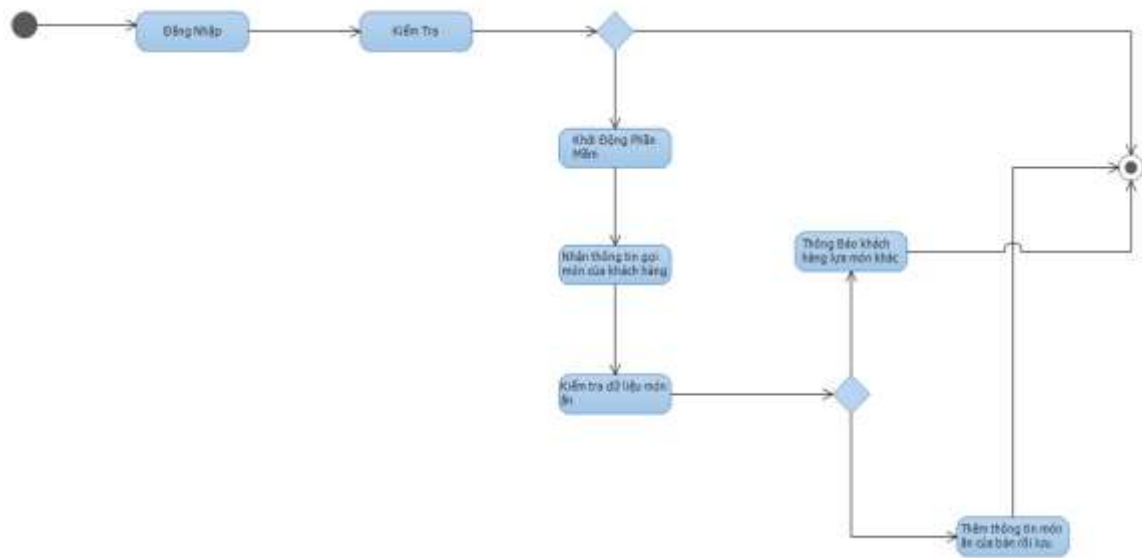 Đăng Nhập
Kiểm Tra
Khởi Động Phần
Mềm
Nhận thông tin gọi
món của khách hàng
Thông Báo khách
hàng lựa món khác
Kiểm tra dữ liệu món
ăn
Thêm thông tin món
ăn của bàn rồi lưu.